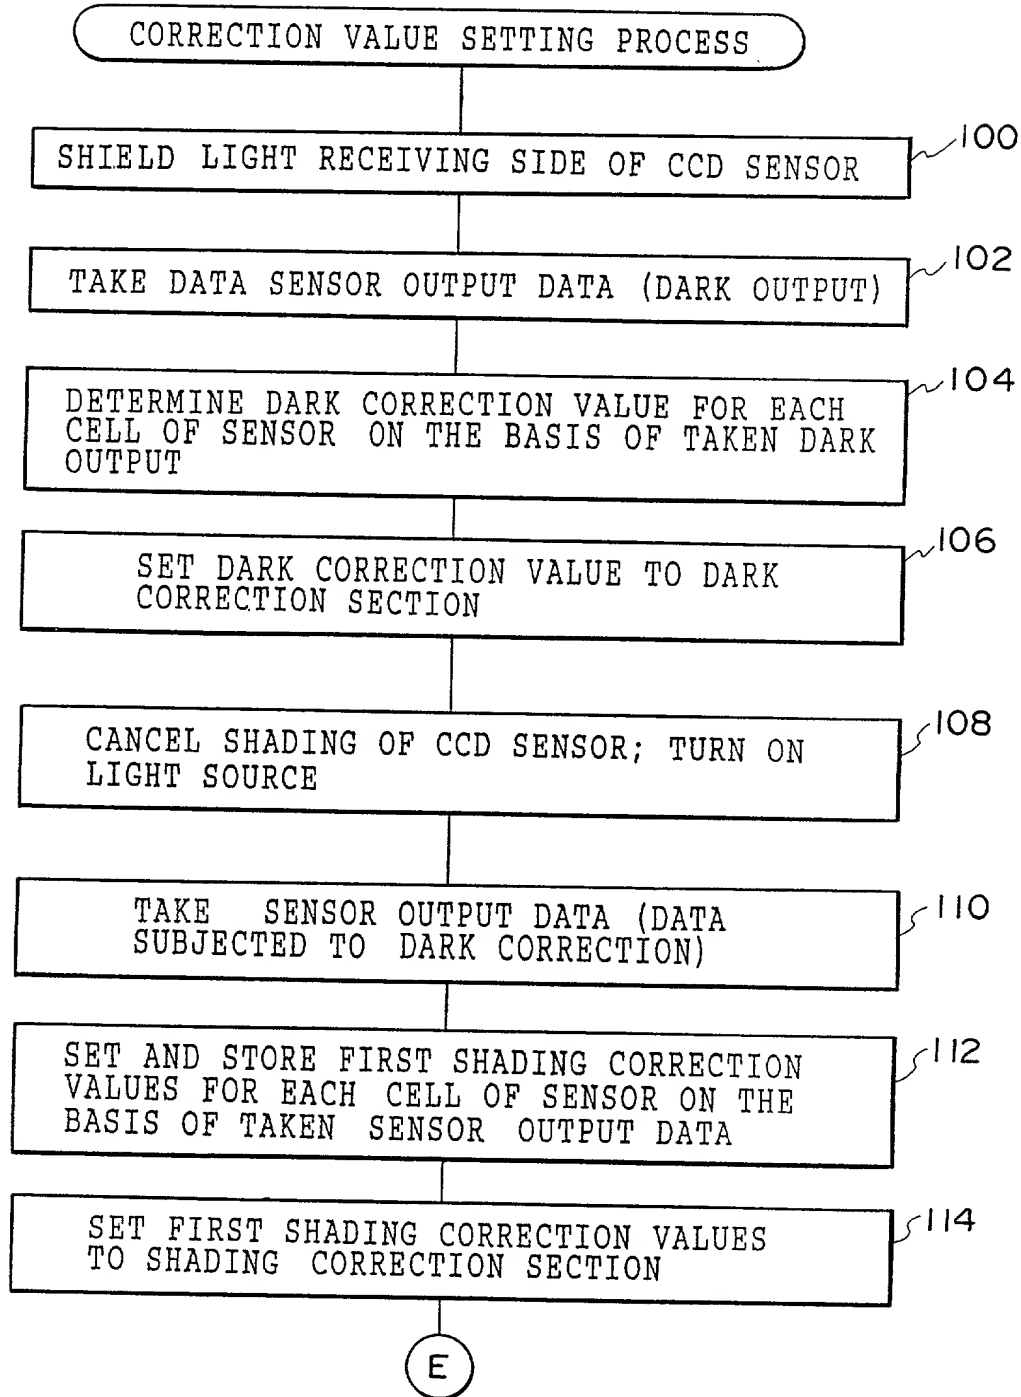 CORRECTION VALUE SETTING PROCESS
100
SHIELD LIGHT RECEIVING SIDE OF CCD SENSOR
102
TAKE DATA SENSOR OUTPUT DATA (DARK OUTPUT)
104
DETERMINE DARK CORRECTION VALUE FOR EACH
CELL OF SENSOR ON THE BASIS OF TAKEN DARK
OUTPUT
106
SET DARK CORRECTION VALUE TO DARK
CORRECTION SECTION
108
CANCEL SHADING OF CCD SENSOR; TURN ON
LIGHT SOURCE
110
TAKE SENSOR OUTPUT DATA (DATA
SUBJECTED TO DARK CORRECTION)
112
SET AND STORE FIRST SHADING CORRECTION
VALUES FOR EACH CELL OF SENSOR ON THE
BASIS OF TAKEN SENSOR OUTPUT DATA
114
SET FIRST SHADING CORRECTION VALUES
TO SHADING CORRECTION SECTION
E